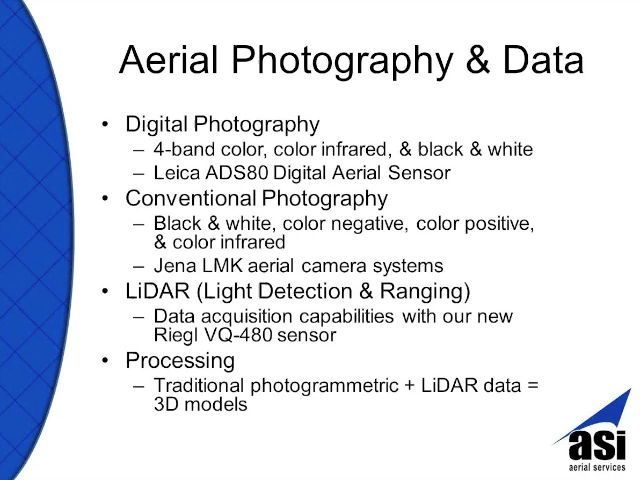 Aerial Photography & Data
• Digital Photography
– 4-band color, color infrared, & black & white
– Leica ADS80 Digital Aerial Sensor
• Conventional Photography
– Black & white, color negative, color positive,
& color infrared
– Jena LMK aerial camera systems
• LiDAR (Light Detection & Ranging)
– Data acquisition capabilities with our new
Riegl VQ-480 sensor
• Processing
– Traditional photogrammetric + LiDAR data =
3D models
asi
aerial services